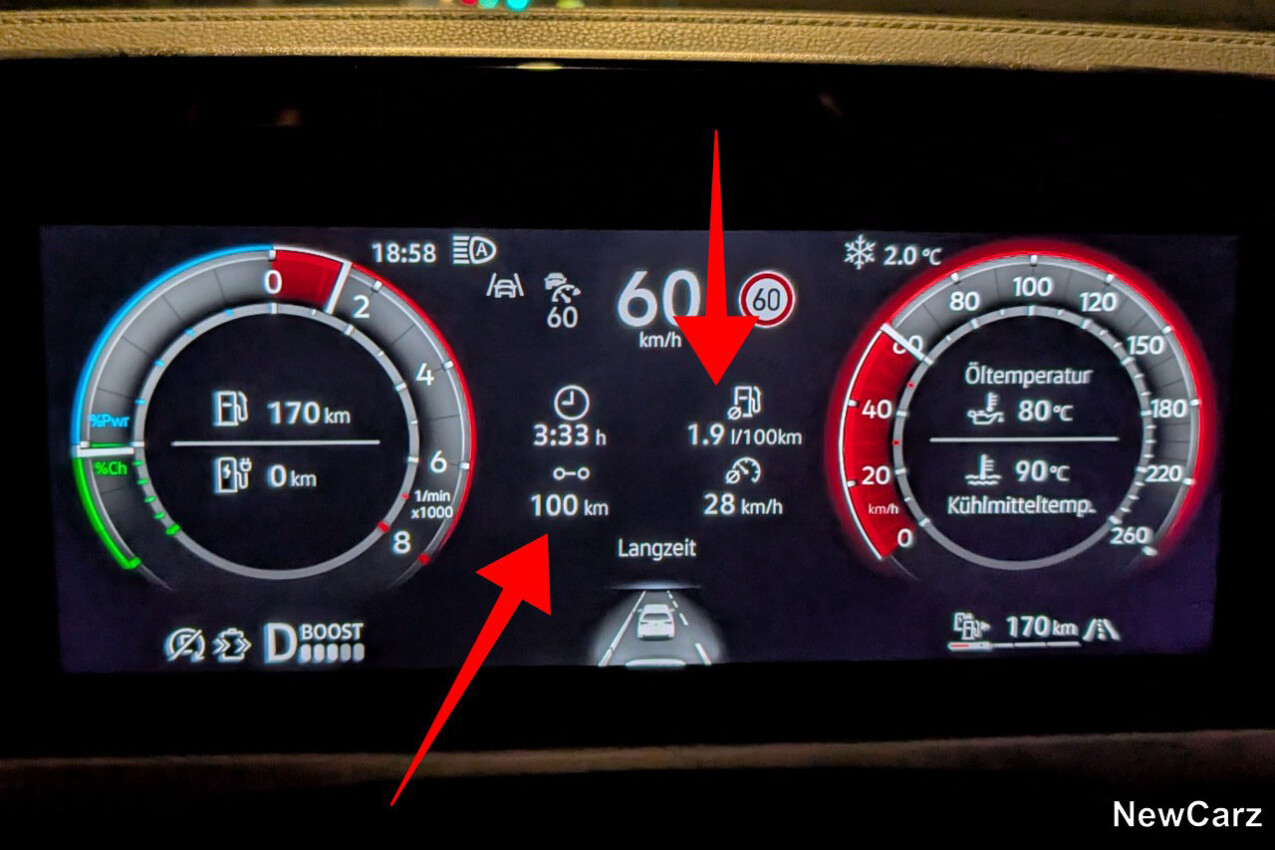 18:58
A
60
60
km/h
60
2.0 °C
0
2
4
6
8
1/min
x1000
%Pwr
%Ch
170 km
0 km
3:33 h
100 km
1.9 l/100km
28 km/h
Langzeit
0
20
40
60
80
100
120
150
180
220
260
km/h
Öltemperatur
80 °C
90 °C
Kühlmitteltemp.
D BOOST
170 km
NewCarz